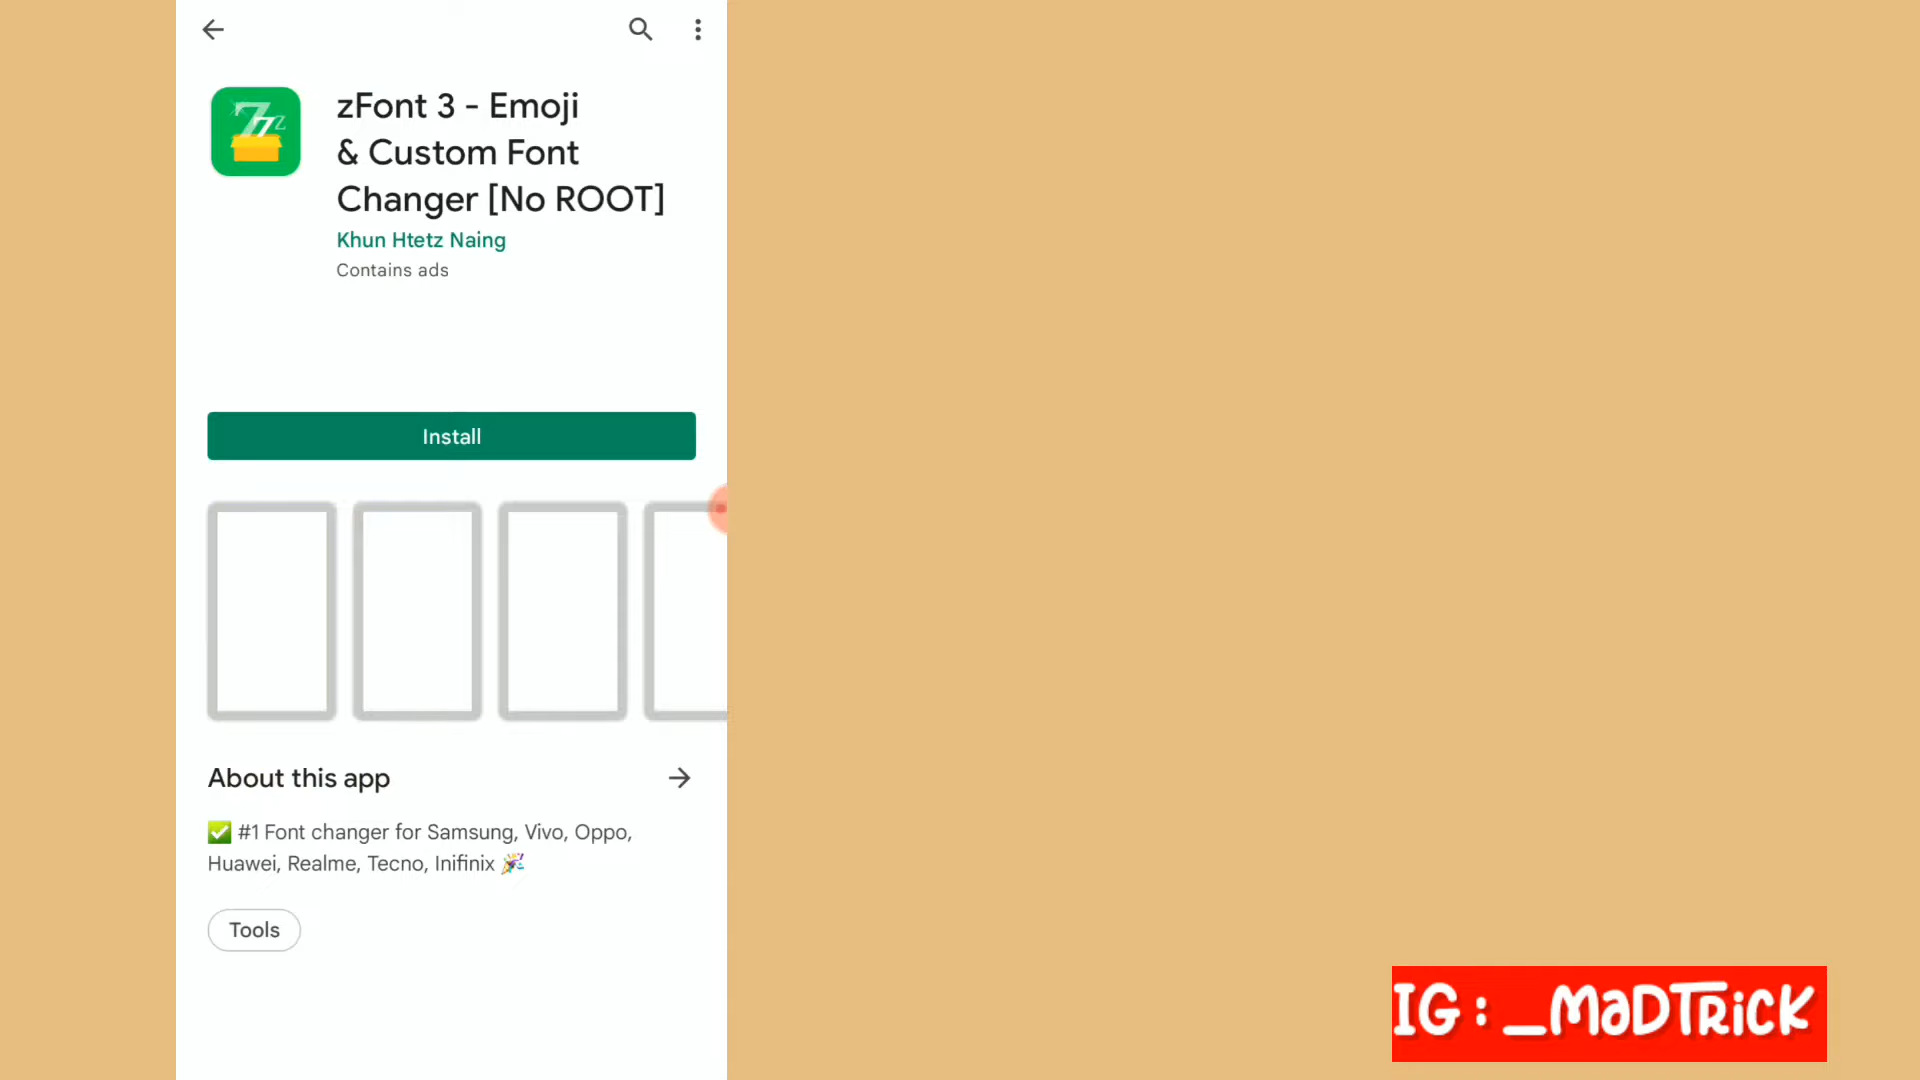 zFont 3 - Emoji
& Custom Font
Changer [No ROOT]
Khun Htetz Naing
Contains ads
Install
About this app
✅ #1 Font changer for Samsung, Vivo, Oppo,
Huawei, Realme, Tecno, Inifinix 🎉
Tools
IG : _MaDTRicK